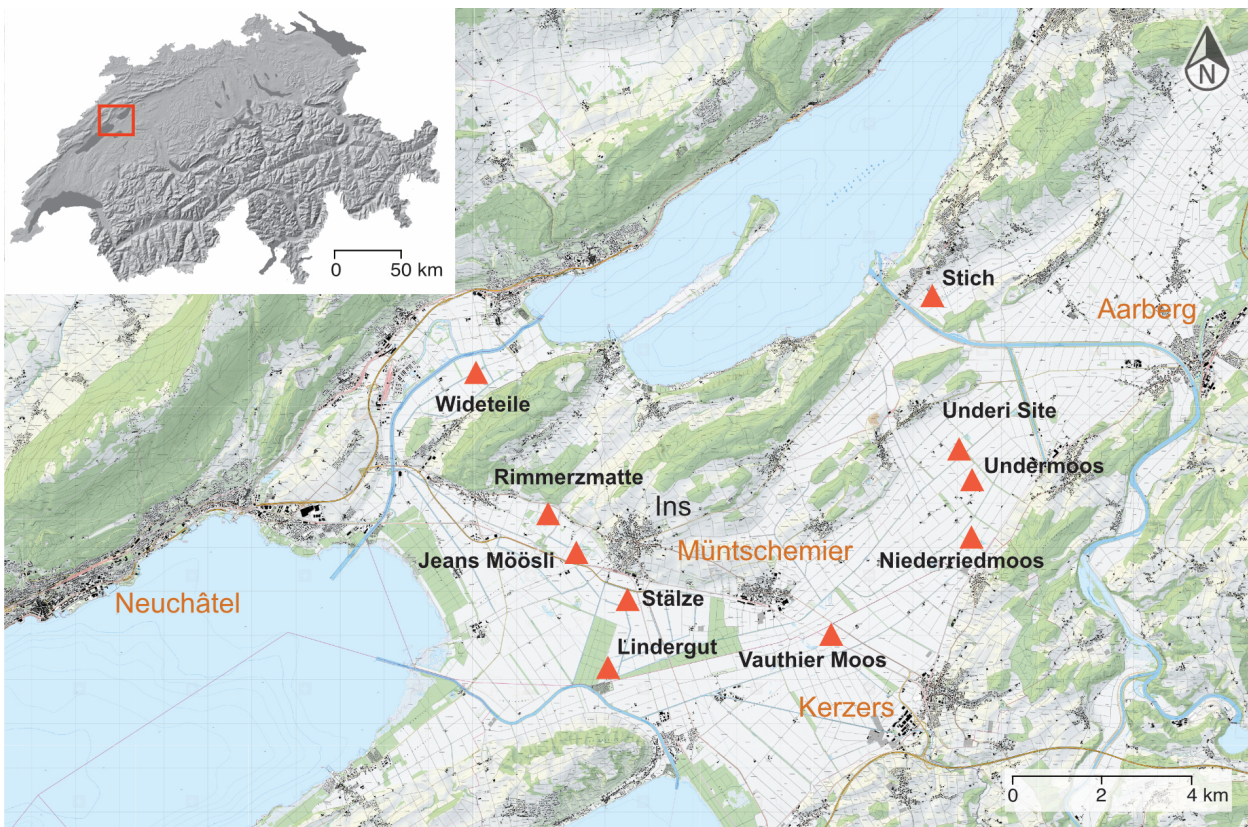 N
0 50 km
Stich
Aarberg
Wideteile
Underi Site
Undermoos
Rimmerzmatte
Ins
Müntschemier
Jeans Möösli
Niederriedmoos
Neuchâtel
Stälze
Lindergut
Vauthier Moos
Kerzers
0 2 4 km